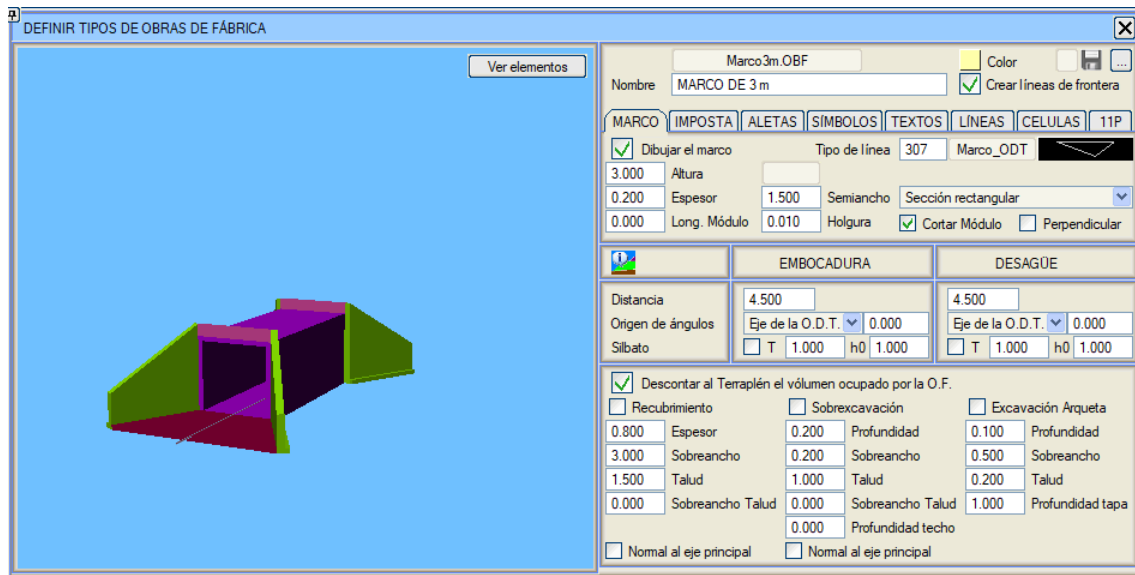 DEFINIR TIPOS DE OBRAS DE FÁBRICA
Ver elementos
Marco3m.OBF
Color
...
Nombre MARCO DE 3 m
Crear líneas de frontera
MARCO IMPOSTA ALETAS SÍMBOLOS TEXTOS LÍNEAS CELULAS 11P
Dibujar el marco Tipo de línea 307 Marco_ODT
3.000 Altura
0.200 Espesor 1.500 Semiancho Sección rectangular
0.000 Long. Módulo 0.010 Holgura Cortar Módulo Perpendicular
EMBOCADURA DESAGÜE
Distancia 4.500 4.500
Origen de ángulos Eje de la O.D.T. 0.000 Eje de la O.D.T. 0.000
Silbato T 1.000 h0 1.000 T 1.000 h0 1.000
Descontar al Terraplén el vólumen ocupado por la O.F.
Recubrimiento Sobrexcavación Excavación Arqueta
0.800 Espesor 0.200 Profundidad 0.100 Profundidad
3.000 Sobreancho 0.200 Sobreancho 0.500 Sobreancho
1.500 Talud 1.000 Talud 0.200 Talud
0.000 Sobreancho Talud 0.000 Sobreancho Talud 1.000 Profundidad tapa
0.000 Profundidad techo
Normal al eje principal Normal al eje principal